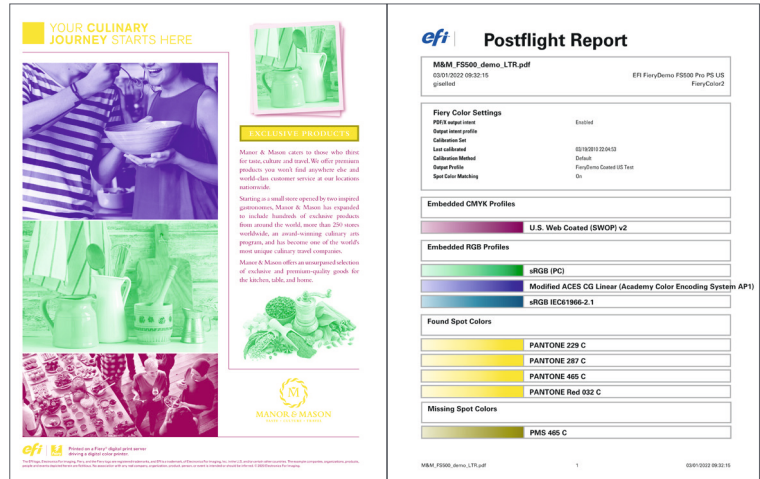 YOUR CULINARY
JOURNEY STARTS HERE
EXCLUSIVE PRODUCTS
Manor & Mason caters to those who thirst
for taste, culture and travel. We offer premium
products you won't find anywhere else and
world-class customer service at our locations
nationwide.
Starting as a small store opened by two inspired
gastronomes, Manor & Mason has expanded
to include hundreds of exclusive products
from around the world, more than 250 stores
worldwide, an award-winning culinary arts
program, and has become one of the world's
most unique culinary travel companies.
Manor & Mason offers an unsurpassed selection
of exclusive and premium-quality goods for
the kitchen, table, and home.
M
MANOR & MASON
efi
Printed on a Fiery® digital print server
driving a digital color printer.
efi
Postflight Report
M&M_FS500_demo_LTR.pdf
03/01/2022 09:32:15
EFI FieryDemo FS500 Pro PS US
giselled
FieryColor2
Fiery Color Settings
PDF/X output intent Enabled
Output intent profile
Calibration Set
Last calibrated 03/18/2013 22:04:53
Calibration Method Default
Output Profile FieryDemo Coated US Test
Spot Color Matching On
Embedded CMYK Profiles
U.S. Web Coated (SWOP) v2
Embedded RGB Profiles
sRGB (PC)
Modified ACES CG Linear (Academy Color Encoding System AP1)
sRGB IEC61966-2.1
Found Spot Colors
PANTONE 229 C
PANTONE 287 C
PANTONE 465 C
PANTONE Red 032 C
Missing Spot Colors
PMS 465 C
M&M_FS500_demo_LTR.pdf
1
03/01/2022 09:32:15